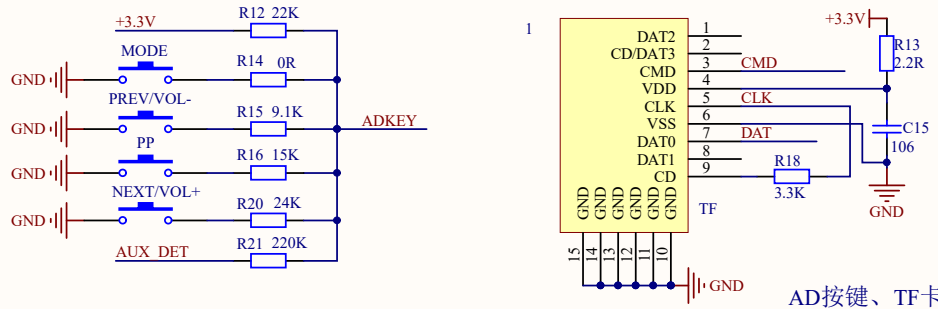 +3.3V
R12 22K
MODE
GND
R14 0R
PREV/VOL-
GND
R15 9.1K
ADKEY
PP
GND
R16 15K
NEXT/VOL+
GND
R20 24K
AUX_DET
R21 220K
1
DAT2 1
CD/DAT3 2
CMD 3 CMD
VDD 4
CLK 5 CLK
VSS 6
DAT0 7 DAT
DAT1 8
CD 9
R18
3.3K
TF
GND GND GND GND GND GND
15 14 13 12 11 10
GND
+3.3V
R13
2.2R
C15
106
GND
AD按键、TF卡